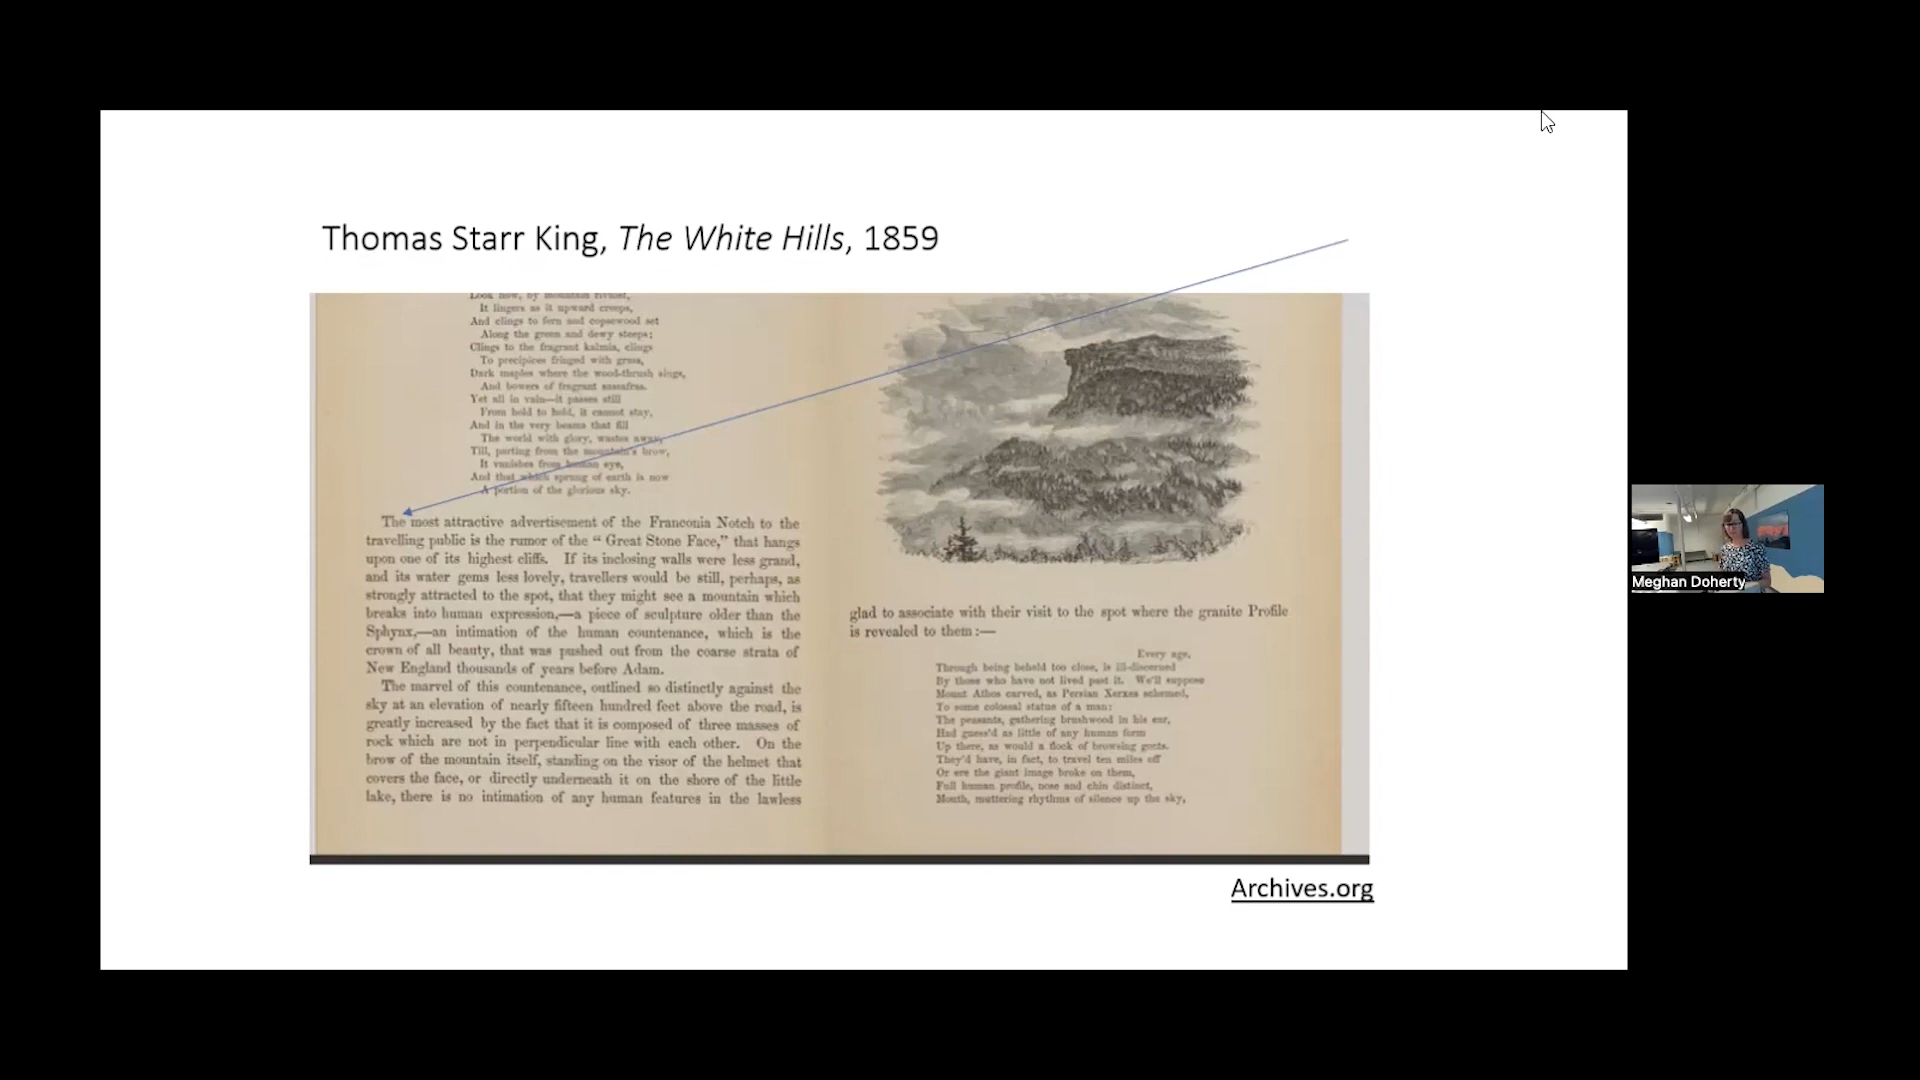 Thomas Starr King, The White Hills, 1859
It lingers as it upward creeps,
And clings to fern and copsewood set
Along the green and dewy steeps;
Clings to the fragrant kalmia, clings
To precipices fringed with grass,
Dark maples where the wood-thrush sings,
And bowers of fragrant sassafras.
Yet all in vain—it passes still
From hold to hold, it cannot stay,
And in the very beams that fill
The world with glory, wastes away,
Till, parting from the mountain's brow,
It vanishes from human eye,
And that which sprung of earth is now
A portion of the glorious sky.
The most attractive advertisement of the Franconia Notch to the
travelling public is the rumor of the “ Great Stone Face,” that hangs
upon one of its highest cliffs. If its inclosing walls were less grand,
and its water gems less lovely, travellers would be still, perhaps, as
strongly attracted to the spot, that they might see a mountain which
breaks into human expression,—a piece of sculpture older than the
Sphynx,—an intimation of the human countenance, which is the
crown of all beauty, that was pushed out from the coarse strata of
New England thousands of years before Adam.
The marvel of this countenance, outlined so distinctly against the
sky at an elevation of nearly fifteen hundred feet above the road, is
greatly increased by the fact that it is composed of three masses of
rock which are not in perpendicular line with each other. On the
brow of the mountain itself, standing on the visor of the helmet that
covers the face, or directly underneath it on the shore of the little
lake, there is no intimation of any human features in the lawless
glad to associate with their visit to the spot where the granite Profile
is revealed to them:—
Every age,
Through being beheld too close, is ill-discerned
By those who have not lived past it. We'll suppose
Mount Athos carved, as Persian Xerxes schemed,
To some colossal statue of a man:
The peasants, gathering brushwood in his ear,
Had guess'd as little of any human form
Up there, as would a flock of browsing goats.
They'd have, in fact, to travel ten miles off
Or ere the giant image broke on them,
Full human profile, nose and chin distinct,
Mouth, muttering rhythms of silence up the sky,
Archives.org
Meghan Doherty